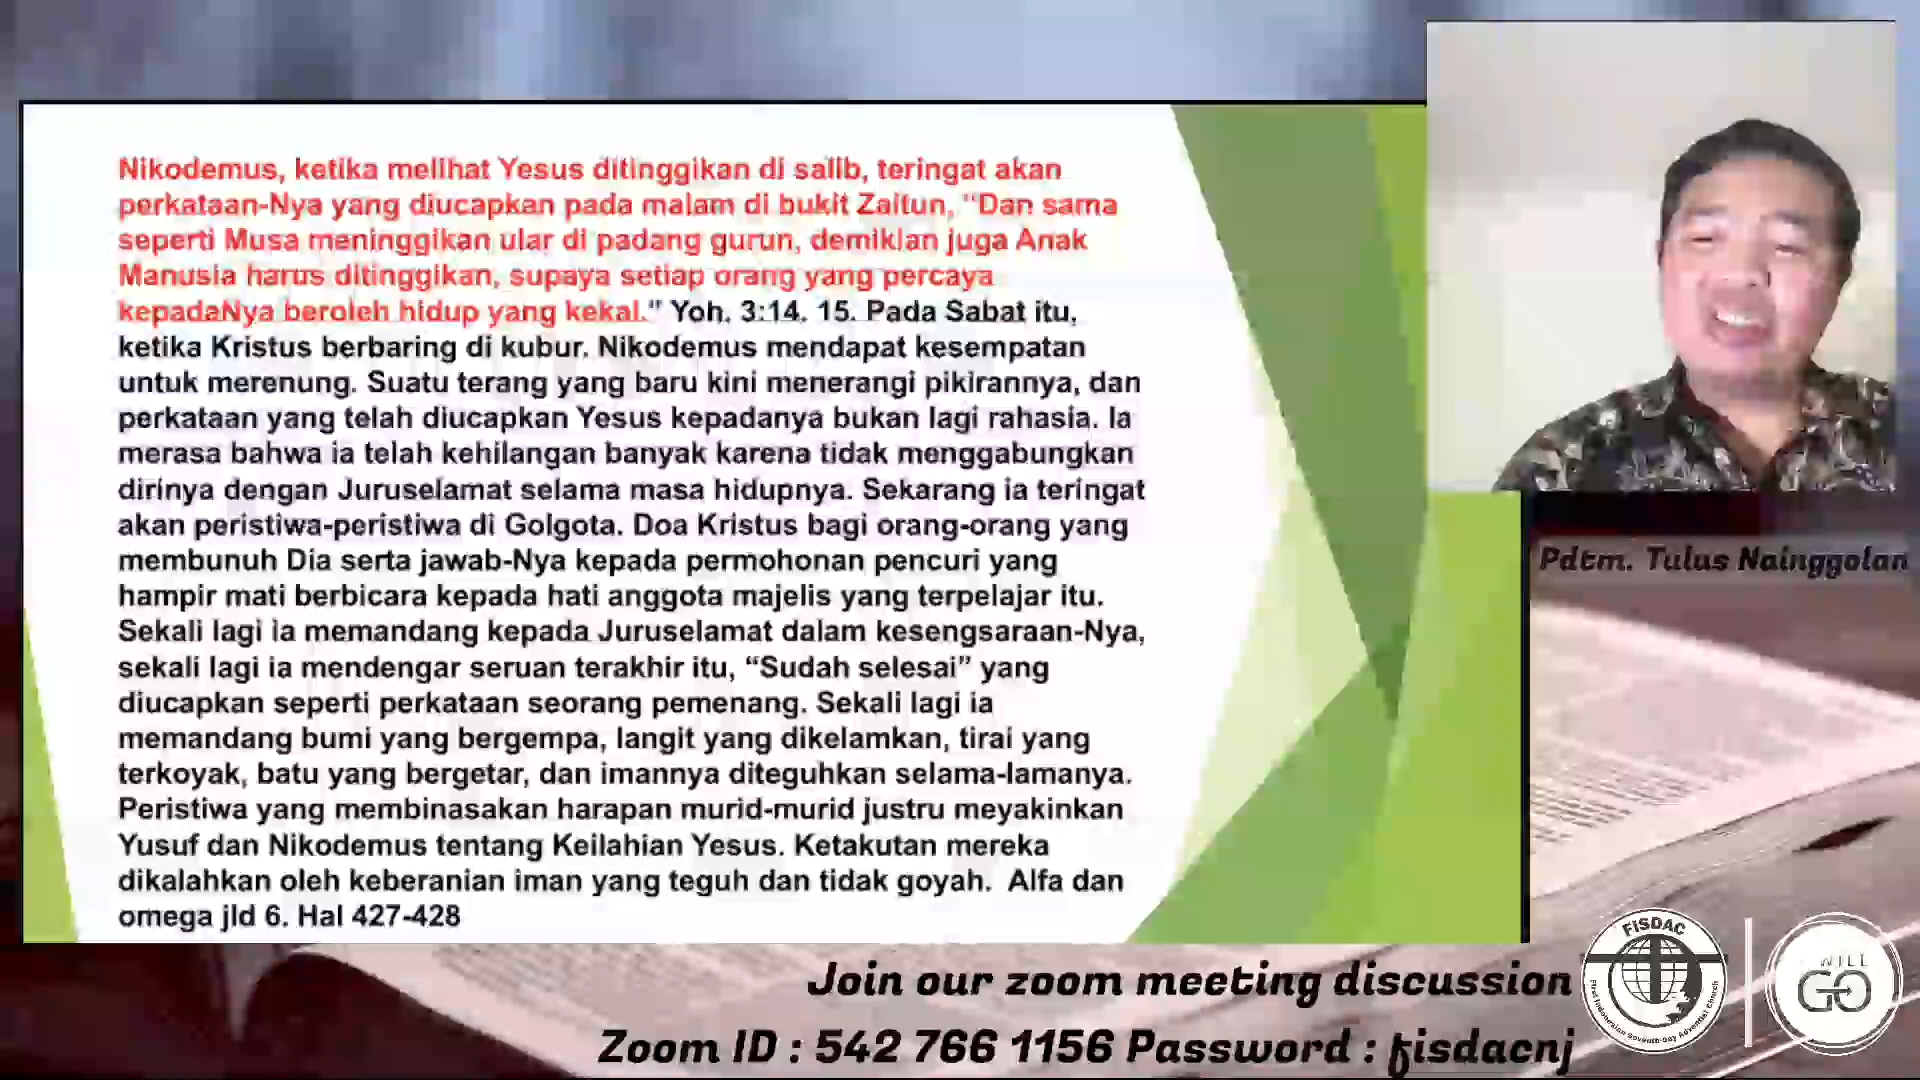 Nikodemus, ketika melihat Yesus ditinggikan di salib, teringat akan
perkataan-Nya yang diucapkan pada malam di bukit Zaitun, "Dan sama
seperti Musa meninggikan ular di padang gurun, demikian juga Anak
Manusia harus ditinggikan, supaya setiap orang yang percaya
kepadaNya beroleh hidup yang kekal." Yoh. 3:14. 15. Pada Sabat itu,
ketika Kristus berbaring di kubur. Nikodemus mendapat kesempatan
untuk merenung. Suatu terang yang baru kini menerangi pikirannya, dan
perkataan yang telah diucapkan Yesus kepadanya bukan lagi rahasia. Ia
merasa bahwa ia telah kehilangan banyak karena tidak menggabungkan
dirinya dengan Juruselamat selama masa hidupnya. Sekarang ia teringat
akan peristiwa-peristiwa di Golgota. Doa Kristus bagi orang-orang yang
membunuh Dia serta jawab-Nya kepada permohonan pencuri yang
hampir mati berbicara kepada hati anggota majelis yang terpelajar itu.
Sekali lagi ia memandang kepada Juruselamat dalam kesengsaraan-Nya,
sekali lagi ia mendengar seruan terakhir itu, “Sudah selesai” yang
diucapkan seperti perkataan seorang pemenang. Sekali lagi ia
memandang bumi yang bergempa, langit yang dikelamkan, tirai yang
terkoyak, batu yang bergetar, dan imannya diteguhkan selama-lamanya.
Peristiwa yang membinasakan harapan murid-murid justru meyakinkan
Yusuf dan Nikodemus tentang Keilahian Yesus. Ketakutan mereka
dikalahkan oleh keberanian iman yang teguh dan tidak goyah. Alfa dan
omega jld 6. Hal 427-428
Pdtm. Tulus Nainggolan
Join our zoom meeting discussion
Zoom ID : 542 766 1156 Password : fisdacnj
FISDAC
First Indonesian Seventh-Day Adventist Church
I WILL
GO